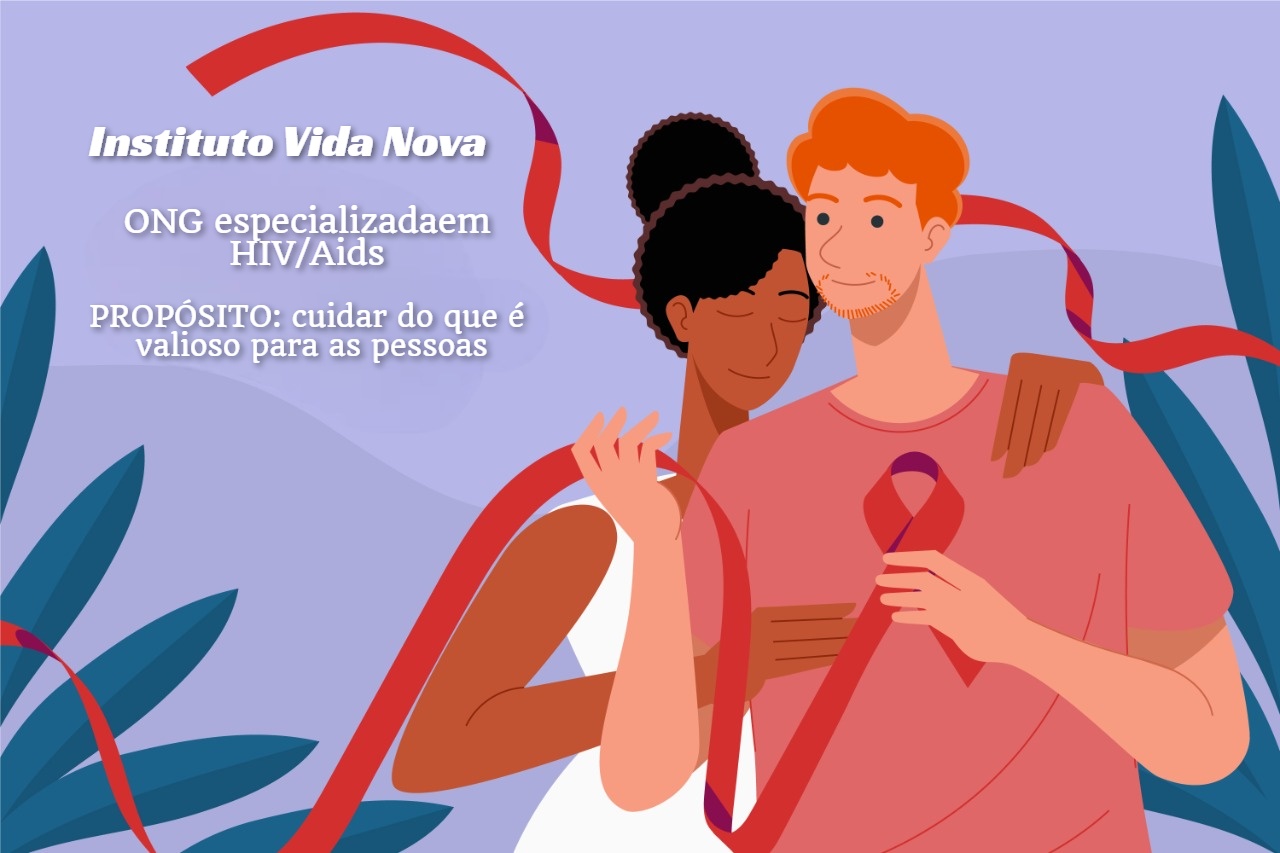 Instituto Vida Nova
ONG especializadaem
HIV/Aids
PROPÓSITO: cuidar do que é
valioso para as pessoas